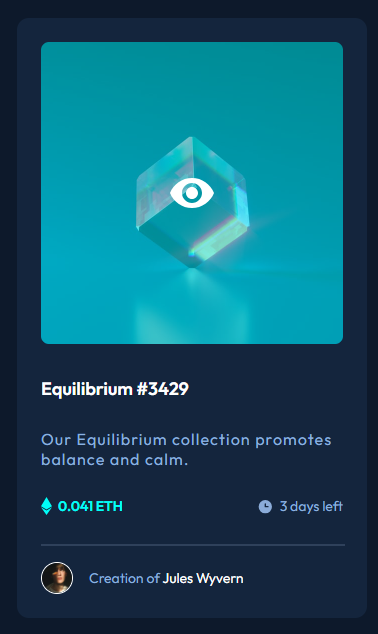 Equilibrium #3429
Our Equilibrium collection promotes
balance and calm.
0.041 ETH
3 days left
Creation of Jules Wyvern